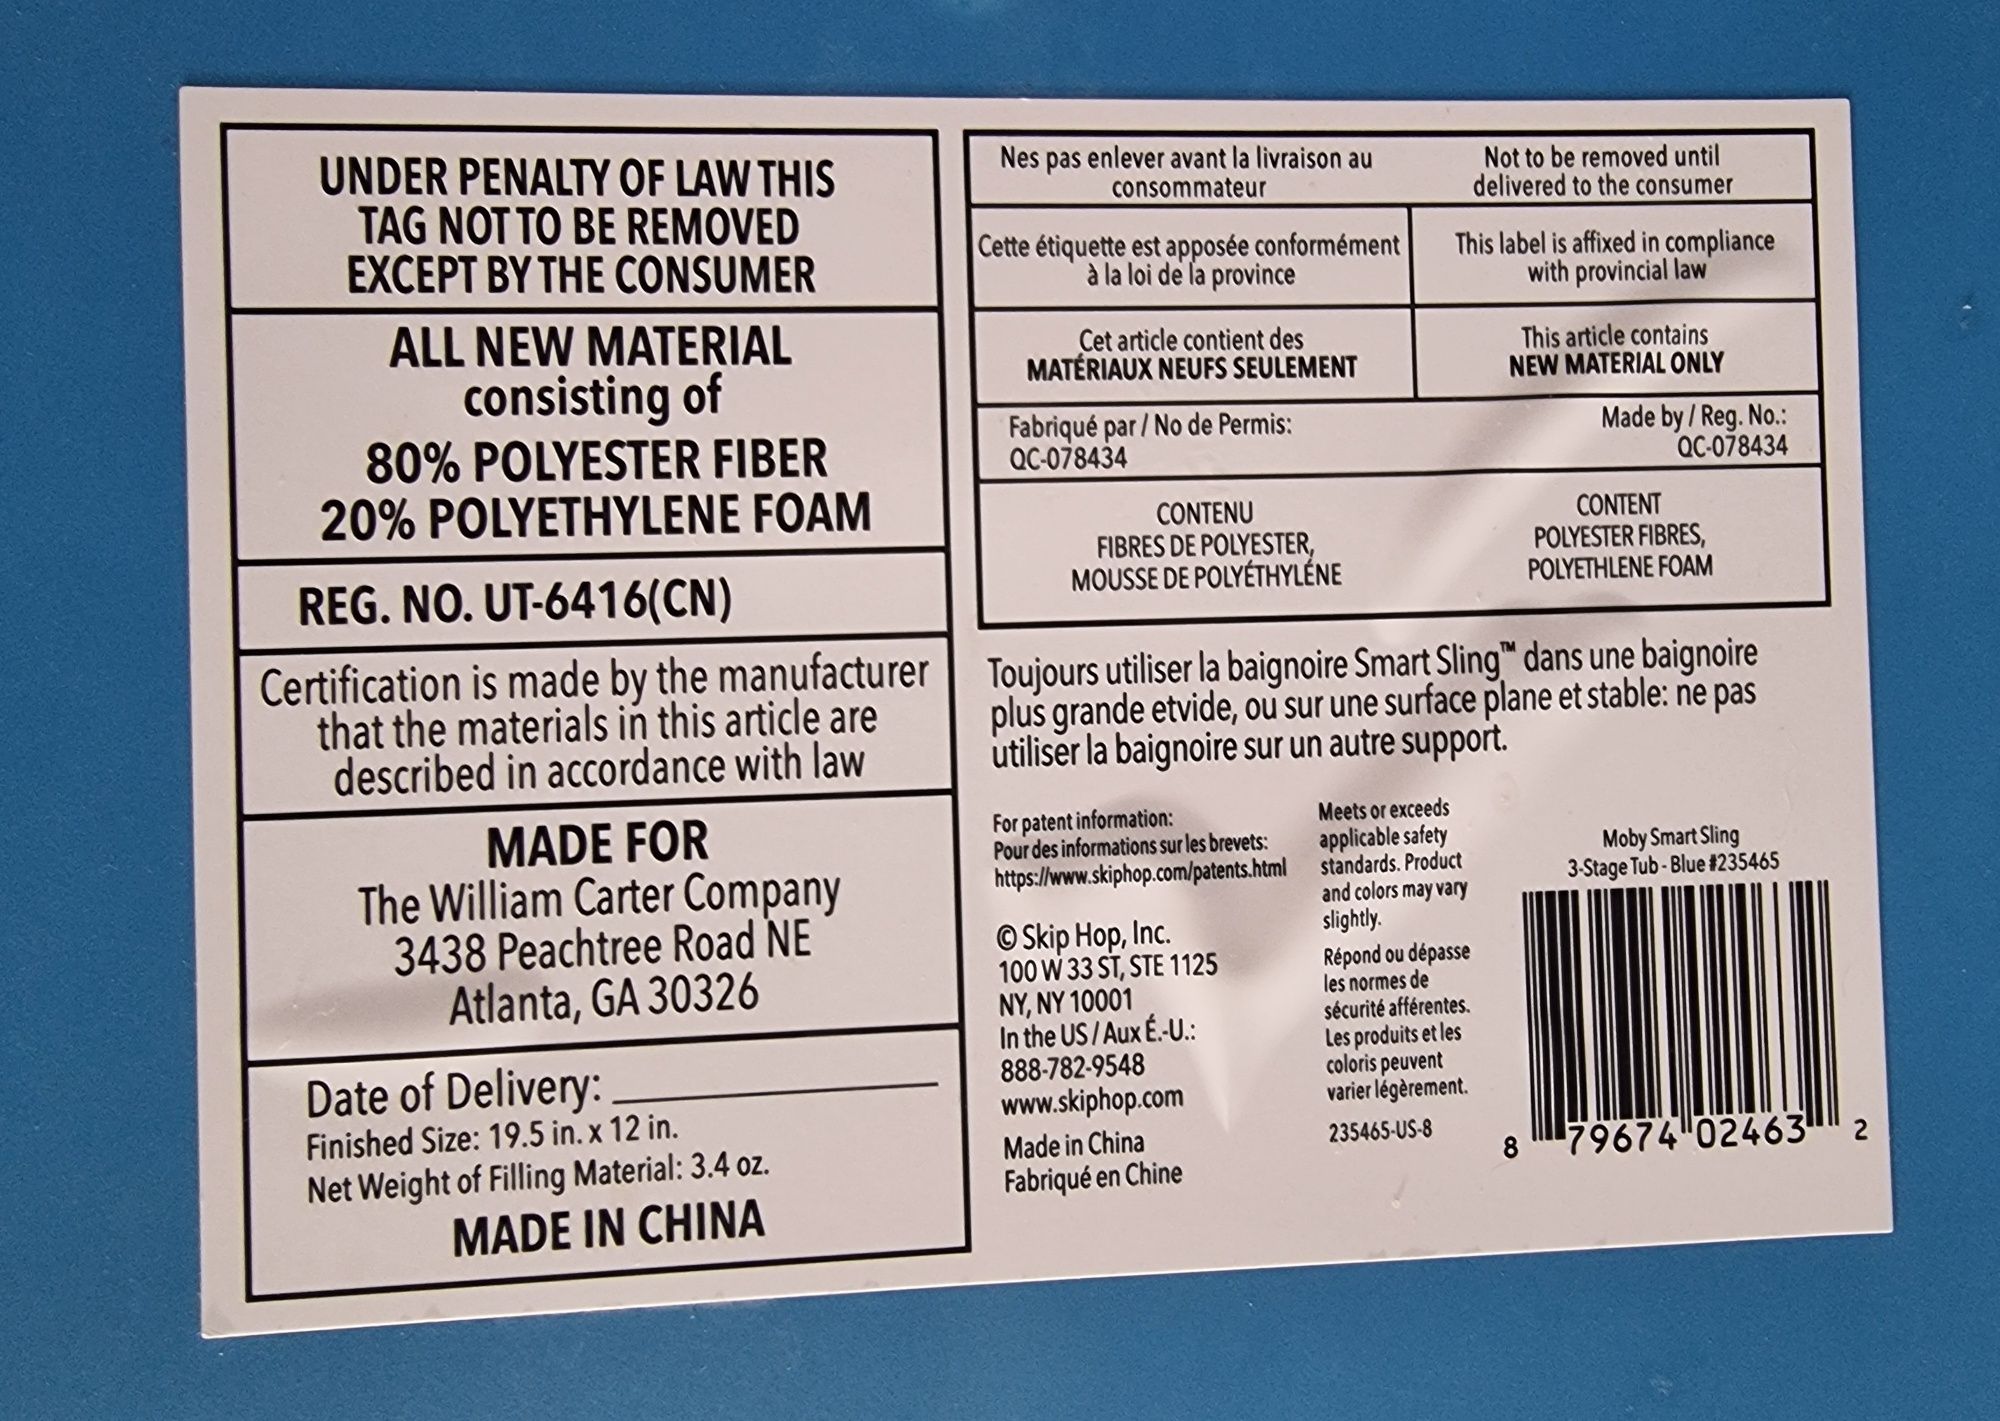 UNDER PENALTY OF LAW THIS
TAG NOT TO BE REMOVED
EXCEPT BY THE CONSUMER
ALL NEW MATERIAL
consisting of
80% POLYESTER FIBER
20% POLYETHYLENE FOAM
REG. NO. UT-6416(CN)
Certification is made by the manufacturer
that the materials in this article are
described in accordance with law
MADE FOR
The William Carter Company
3438 Peachtree Road NE
Atlanta, GA 30326
Date of Delivery:
Finished Size: 19.5 in. x 12 in.
Net Weight of Filling Material: 3.4 oz.
MADE IN CHINA
Nes pas enlever avant la livraison au
consommateur
Not to be removed until
delivered to the consumer
Cette étiquette est apposée conformément
à la loi de la province
This label is affixed in compliance
with provincial law
Cet article contient des
MATÉRIAUX NEUFS SEULEMENT
This article contains
NEW MATERIAL ONLY
Fabriqué par / No de Permis:
QC-078434
Made by / Reg. No.:
QC-078434
CONTENU
FIBRES DE POLYESTER,
MOUSSE DE POLYÉTHYLÉNE
CONTENT
POLYESTER FIBRES,
POLYETHLENE FOAM
Toujours utiliser la baignoire Smart Sling™ dans une baignoire
plus grande etvide, ou sur une surface plane et stable: ne pas
utiliser la baignoire sur un autre support.
For patent information:
Pour des informations sur les brevets:
https://www.skiphop.com/patents.html
© Skip Hop, Inc.
100 W 33 ST, STE 1125
NY, NY 10001
In the US / Aux É.-U.:
888-782-9548
www.skiphop.com
Made in China
Fabriqué en Chine
Meets or exceeds
applicable safety
standards. Product
and colors may vary
slightly.
Répond ou dépasse
les normes de
sécurité afférentes.
Les produits et les
coloris peuvent
varier légèrement.
235465-US-8
Moby Smart Sling
3-Stage Tub - Blue #235465
8 79674 02463 2